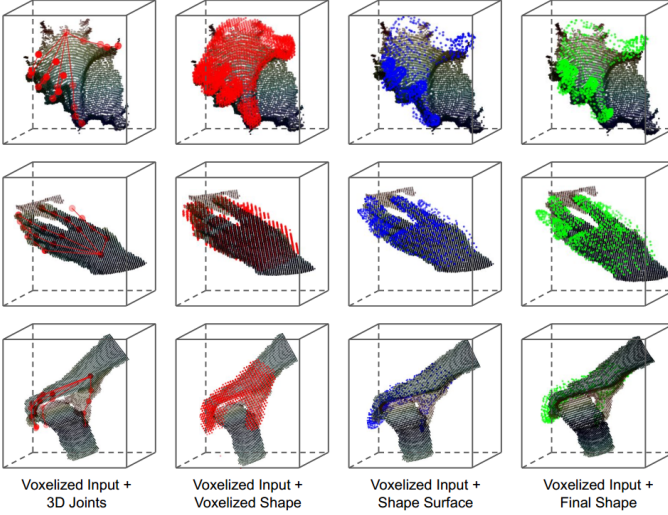 Voxelized Input +
3D Joints
Voxelized Input +
Voxelized Shape
Voxelized Input +
Shape Surface
Voxelized Input +
Final Shape